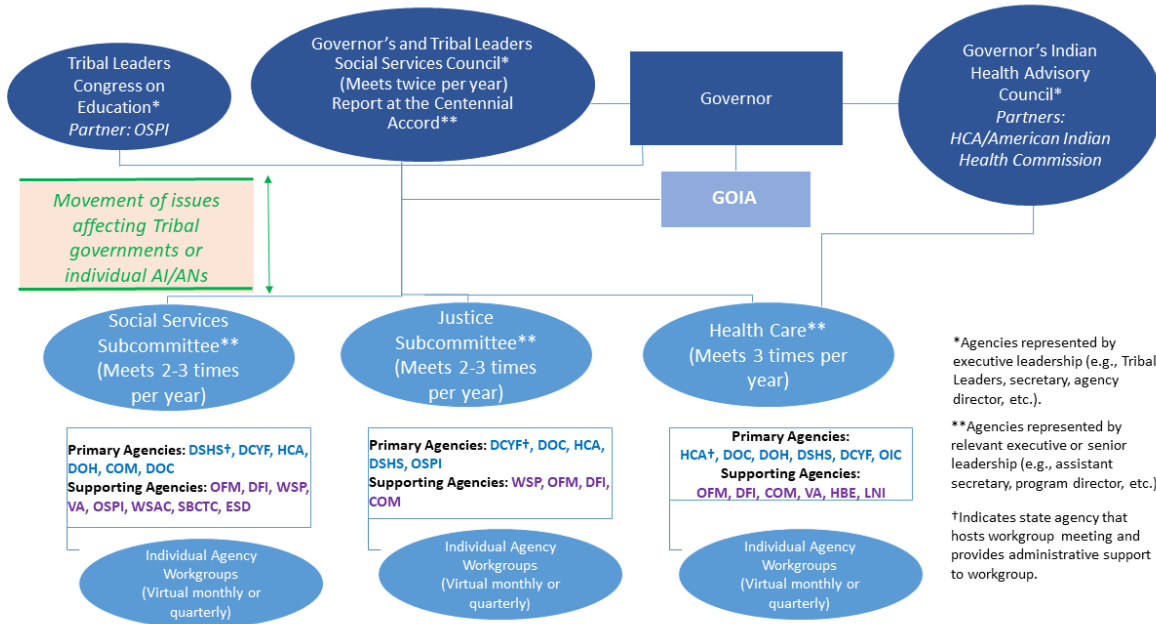 Tribal Leaders
Congress on
Education*
Partner: OSPI
Governor's and Tribal Leaders
Social Services Council*
(Meets twice per year)
Report at the Centennial
Accord**
Governor
Governor's Indian
Health Advisory
Council*
Partners:
HCA/American Indian
Health Commission
GOIA
Movement of issues
affecting Tribal
governments or
individual AI/ANs
Social Services
Subcommittee**
(Meets 2-3 times
per year)
Justice
Subcommittee**
(Meets 2-3 times
per year)
Health Care**
(Meets 3 times per
year)
Primary Agencies: DSHS†, DCYF, HCA,
DOH, COM, DOC
Supporting Agencies: OFM, DFI, WSP,
VA, OSPI, WSAC, SBCTC, ESD
Primary Agencies: DCYF†, DOC, HCA,
DSHS, OSPI
Supporting Agencies: WSP, OFM, DFI,
COM
Primary Agencies:
HCA†, DOC, DOH, DSHS, DCYF, OIC
Supporting Agencies:
OFM, DFI, COM, VA, HBE, LNI
Individual Agency
Workgroups
(Virtual monthly or
quarterly)
Individual Agency
Workgroups
(Virtual monthly or
quarterly)
Individual Agency
Workgroups
(Virtual monthly or
quarterly)
*Agencies represented by
executive leadership (e.g., Tribal
Leaders, secretary, agency
director, etc.).
**Agencies represented by
relevant executive or senior
leadership (e.g., assistant
secretary, program director, etc.)
†Indicates state agency that
hosts workgroup meeting and
provides administrative support
to workgroup.